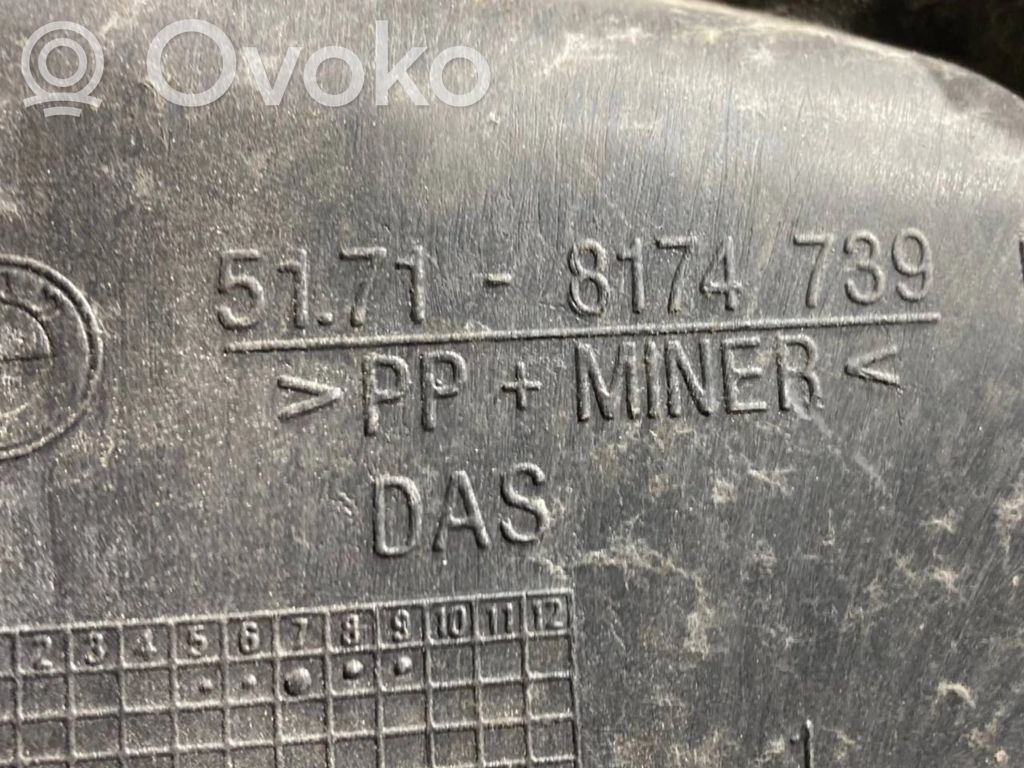 Ovoko
51.71 - 8174 739
>PP + MINER<
DAS
2 3 4 5 6 7 8 9 10 11 12
1